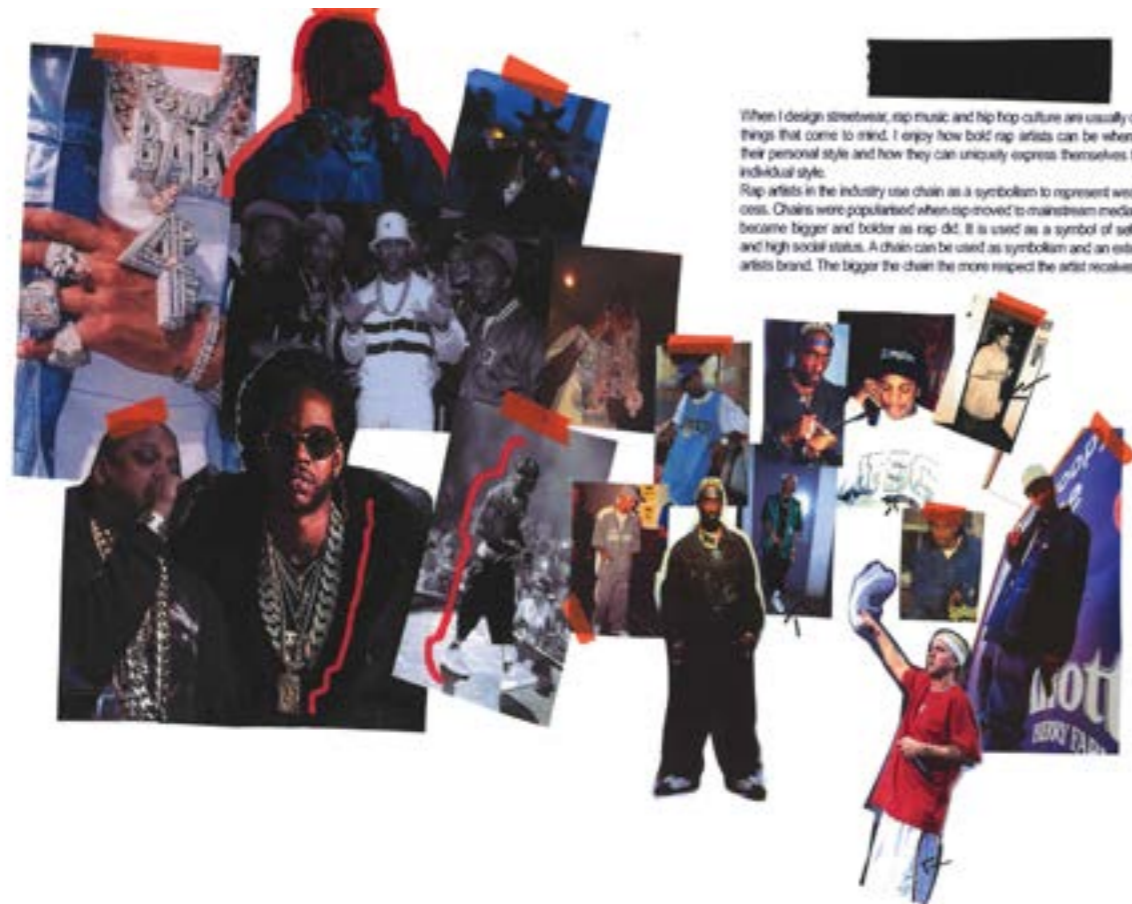 BABY
4
When I design streetwear, rap music and hip hop culture are usually
things that come to mind. I enjoy how bold rap artists can be when
their personal style and how they can uniquely express themselves
individual style.
Rap artists in the industry use chain as a symbolism to represent
cess. Chains were popularised when rap moved to mainstream media
became bigger and bolder as rap did. It is used as a symbol of
and high social status. A chain can be used as symbolism and an
artists brand. The bigger the chain the more respect the artist
BERRY